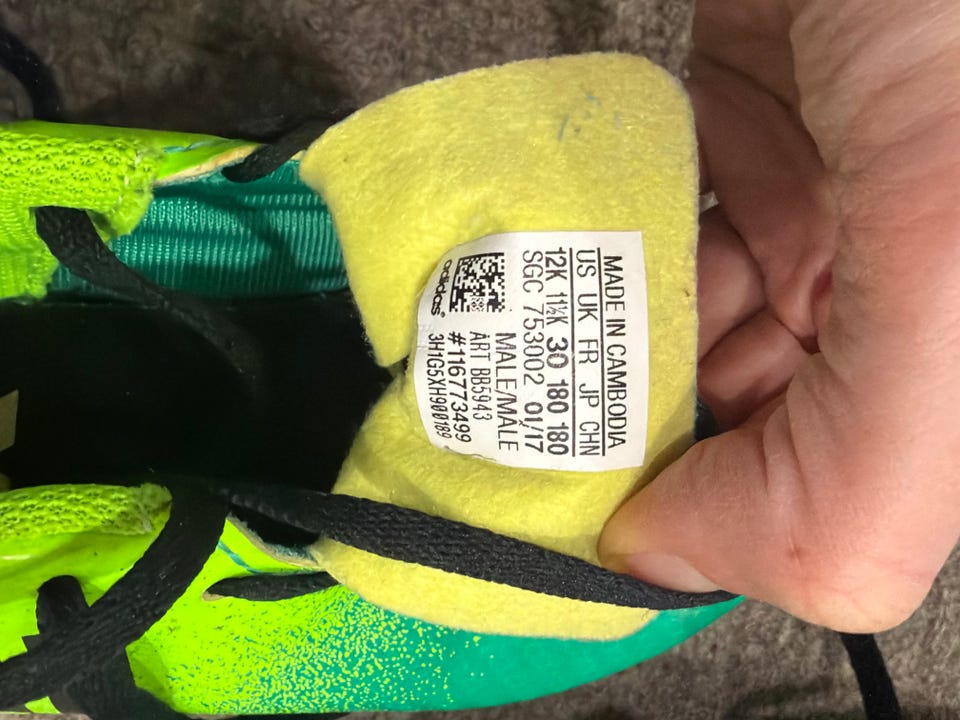 MADE IN CAMBODIA
US UK FR JP CHN
12K 11½K 30 180 180
SGC 753002 01/17
MALE/MALE
ART BB5943
#116773499
3H1G5XH900189
adidas®